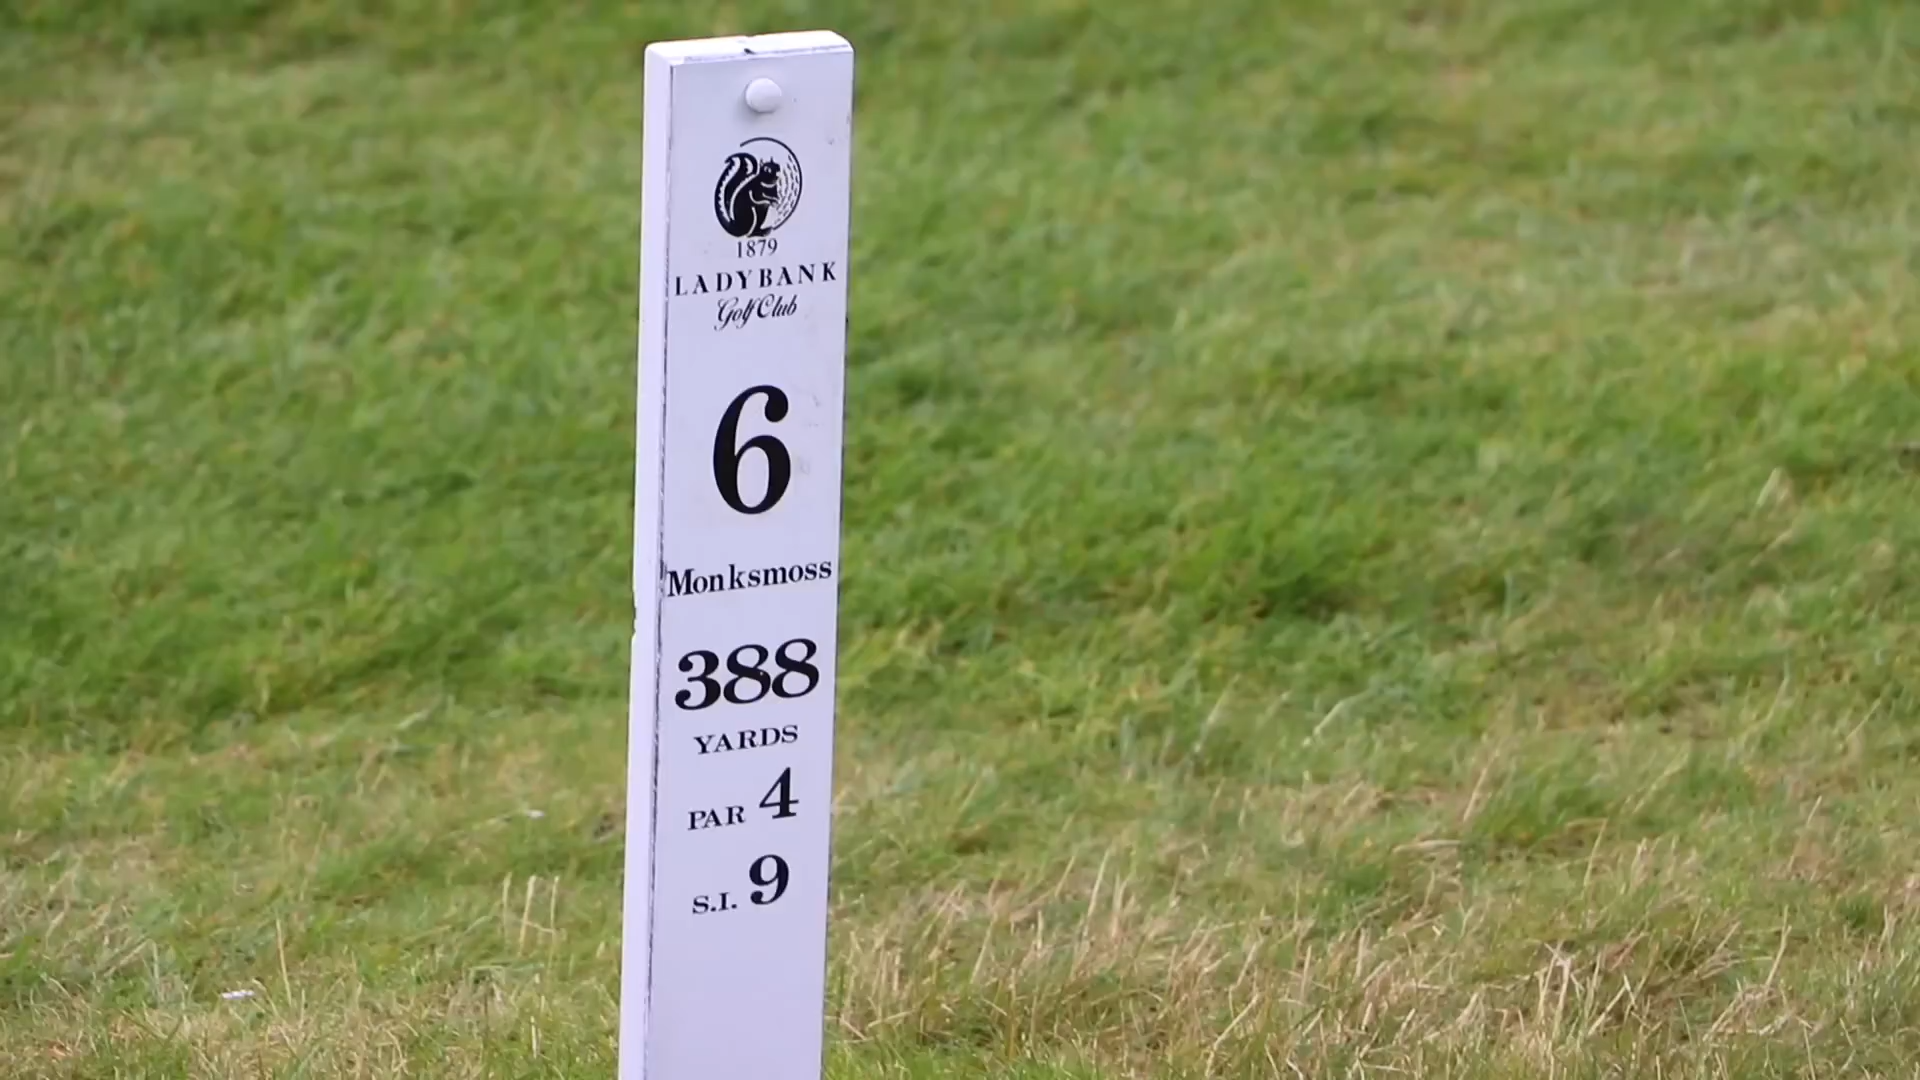 1879
LADYBANK
Golf Club
6
Monksmoss
388
YARDS
PAR 4
S.I. 9